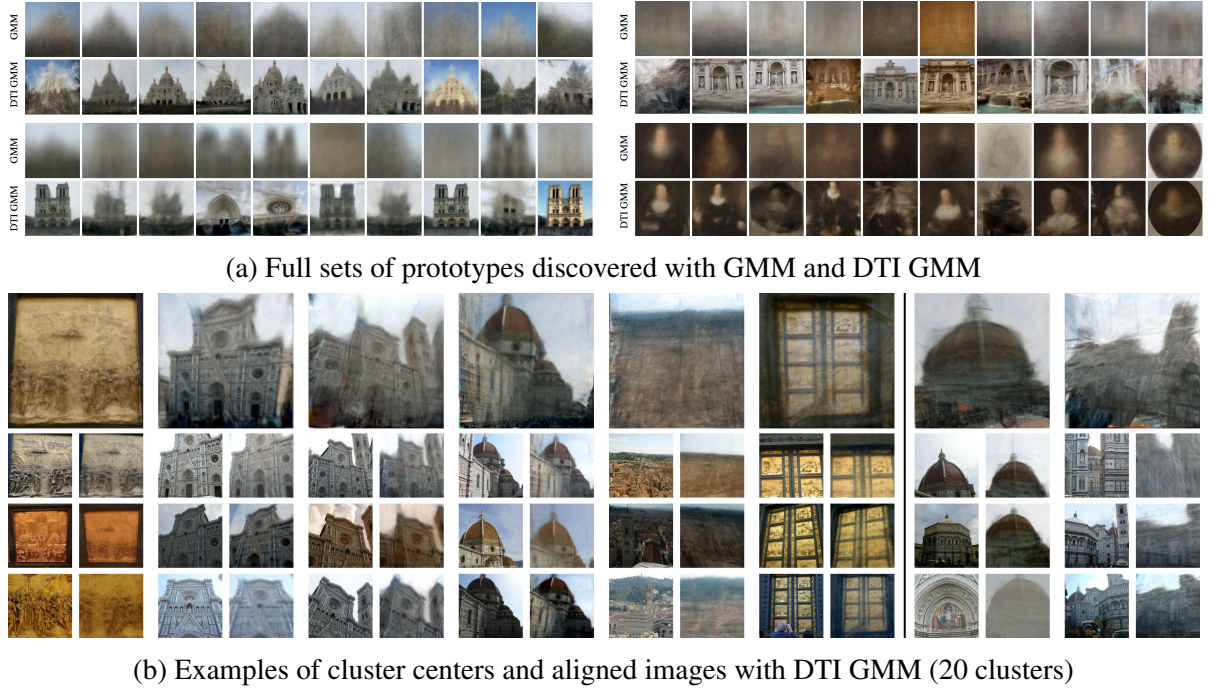 GMM
DTI GMM
GMM
DTI GMM
GMM
DTI GMM
GMM
DTI GMM
(a) Full sets of prototypes discovered with GMM and DTI GMM
(b) Examples of cluster centers and aligned images with DTI GMM (20 clusters)